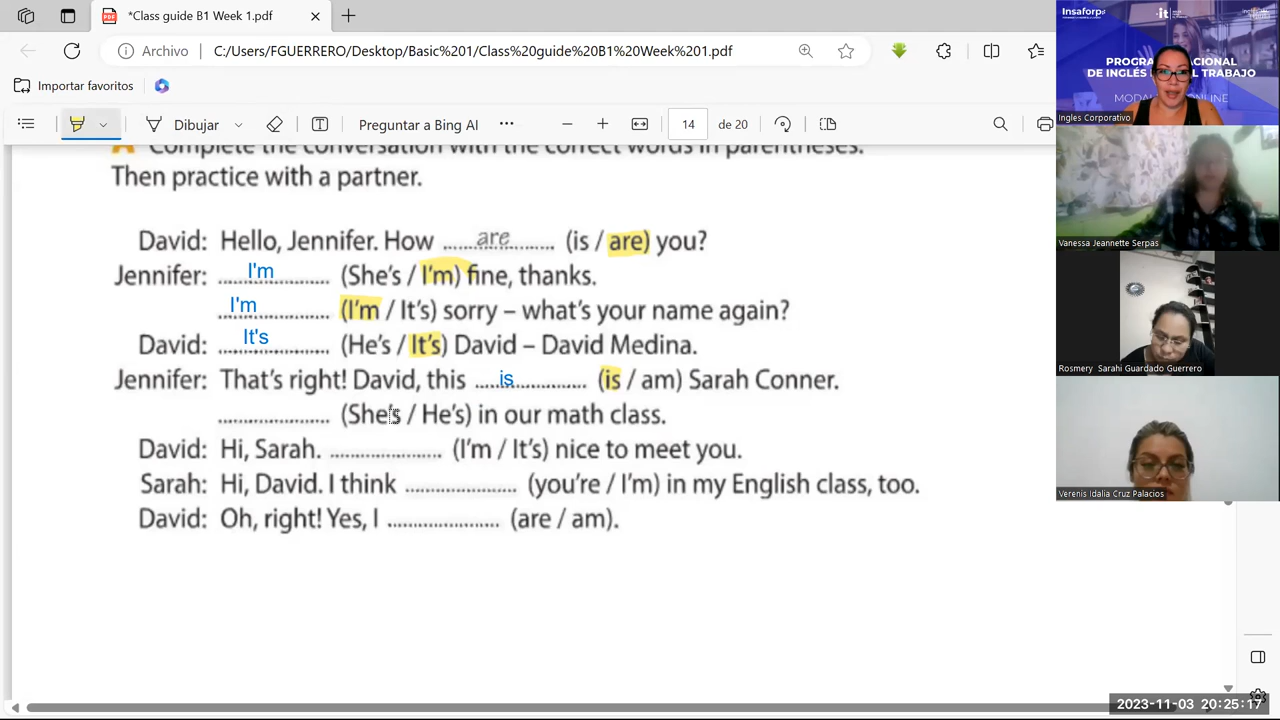 *Class guide B1 Week 1.pdf
Archivo
C:/Users/FGUERRERO/Desktop/Basic%201/Class%20guide%20B1%20Week%201.pdf
Importar favoritos
Dibujar
Preguntar a Bing AI
14
de 20
A Complete the conversation with the correct words in parentheses.
Then practice with a partner.
David: Hello, Jennifer. How ....are.... (is / are) you?
Jennifer: I'm (She's / I'm) fine, thanks.
I'm (I'm / It's) sorry – what's your name again?
David: It's (He's / It's) David – David Medina.
Jennifer: That's right! David, this is (is / am) Sarah Conner.
.................... (She's / He's) in our math class.
David: Hi, Sarah. .................... (I'm / It's) nice to meet you.
Sarah: Hi, David. I think .................... (you're / I'm) in my English class, too.
David: Oh, right! Yes, I .................... (are / am).
Insaforp
it
DE INGLÉS
TRABAJO
Ingles Corporativo
Vanessa Jeannette Serpas
Rosmery Sarahi Guardado Guerrero
Verenis Idalia Cruz Palacios
2023-11-03 20:25:17